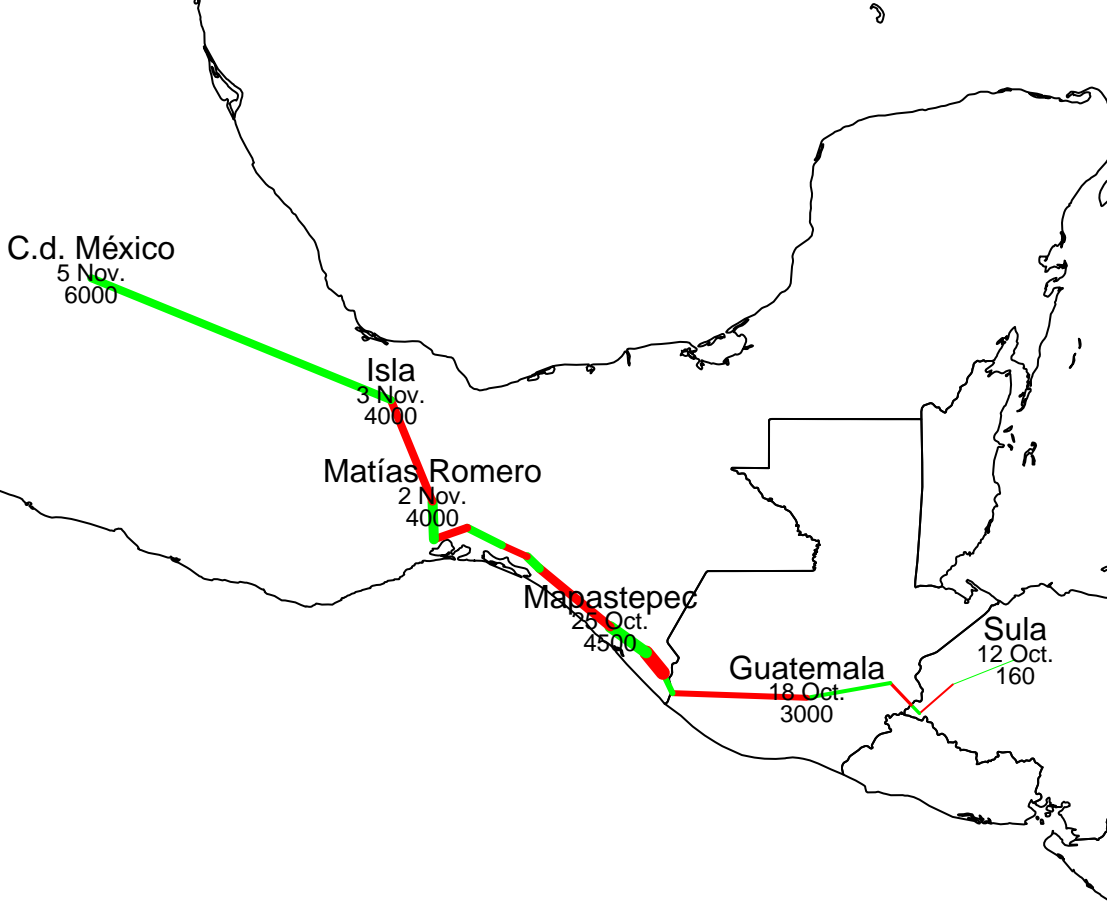 C.d. México
5 Nov.
6000
Isla
3 Nov.
4000
Matías Romero
2 Nov.
4000
Mapastepec
25 Oct.
4500
Sula
12 Oct.
160
Guatemala
18 Oct.
3000